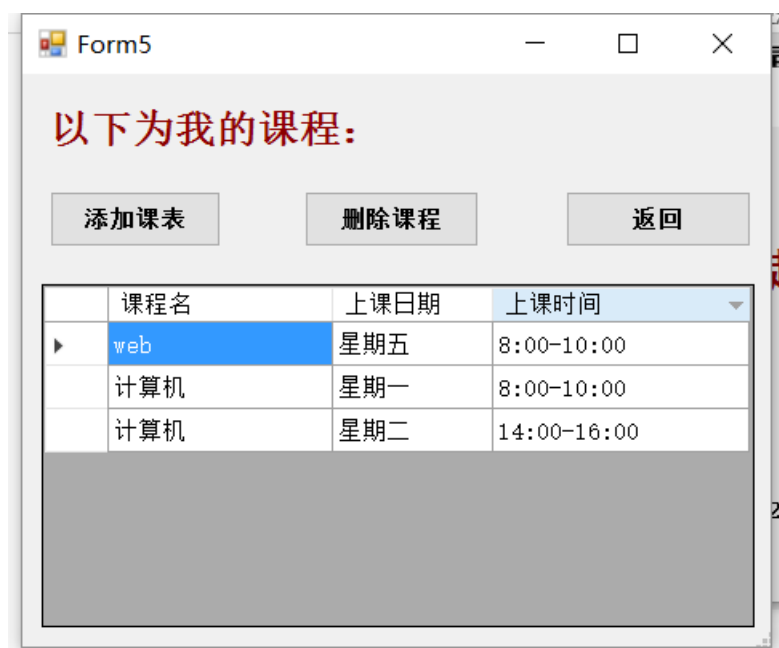 Form5
以下为我的课程：
添加课表 删除课程 返回
课程名 上课日期 上课时间
web 星期五 8:00-10:00
计算机 星期一 8:00-10:00
计算机 星期二 14:00-16:00